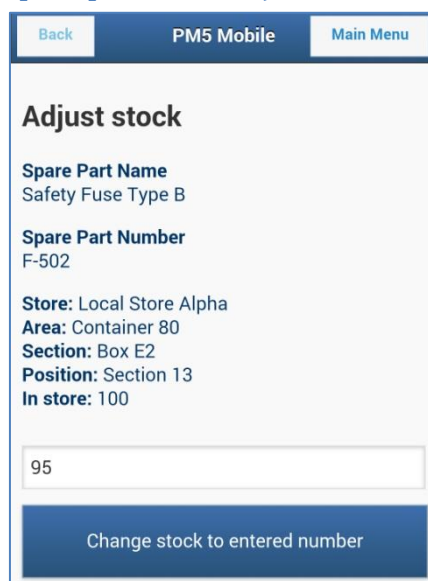 Back PM5 Mobile Main Menu
Adjust stock
Spare Part Name
Safety Fuse Type B
Spare Part Number
F-502
Store: Local Store Alpha
Area: Container 80
Section: Box E2
Position: Section 13
In store: 100
95
Change stock to entered number